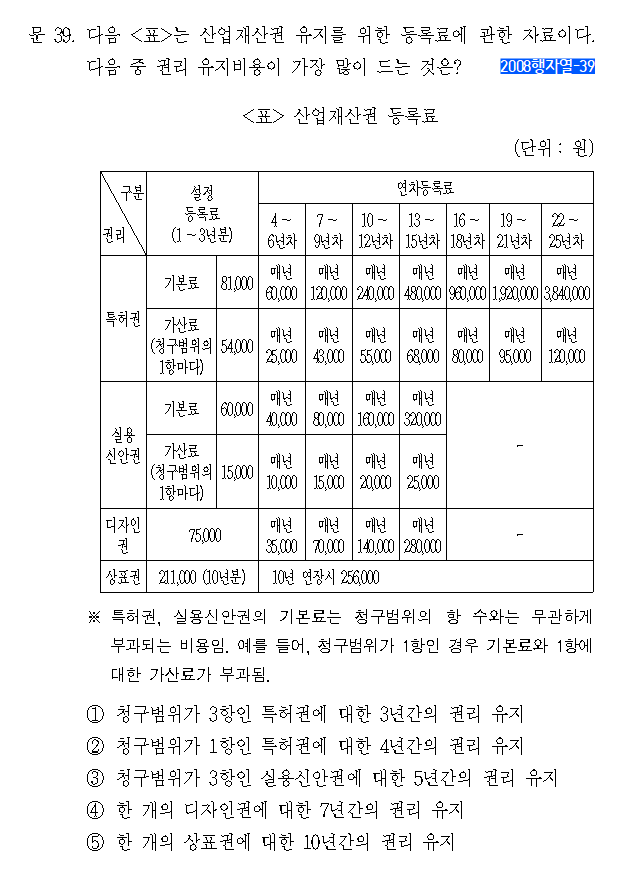 문 39. 다음 <표>는 산업재산권 유지를 위한 등록료에 관한 자료이다.
다음 중 권리 유지비용이 가장 많이 드는 것은?
2008행자열-39
<표> 산업재산권 등록료
(단위 : 원)
구분
권리
설정
등록료
(1 ~ 3년분)
연차등록료
4 ~
6년차
7 ~
9년차
10 ~
12년차
13 ~
15년차
16 ~
18년차
19 ~
21년차
22 ~
25년차
특허권
기본료
81,000
매년
60,000
매년
120,000
매년
240,000
매년
480,000
매년
960,000
매년
1,920,000
매년
3,840,000
가산료
(청구범위의
1항마다)
54,000
매년
25,000
매년
43,000
매년
55,000
매년
68,000
매년
80,000
매년
95,000
매년
120,000
실용
신안권
기본료
60,000
매년
40,000
매년
80,000
매년
160,000
매년
320,000
-
가산료
(청구범위의
1항마다)
15,000
매년
10,000
매년
15,000
매년
20,000
매년
25,000
디자인
권
75,000
매년
35,000
매년
70,000
매년
140,000
매년
280,000
-
상표권
211,000 (10년분)
10년 연장시 256,000
※ 특허권, 실용신안권의 기본료는 청구범위의 항 수와는 무관하게
부과되는 비용임. 예를 들어, 청구범위가 1항인 경우 기본료와 1항에
대한 가산료가 부과됨.
① 청구범위가 3항인 특허권에 대한 3년간의 권리 유지
② 청구범위가 1항인 특허권에 대한 4년간의 권리 유지
③ 청구범위가 3항인 실용신안권에 대한 5년간의 권리 유지
④ 한 개의 디자인권에 대한 7년간의 권리 유지
⑤ 한 개의 상표권에 대한 10년간의 권리 유지